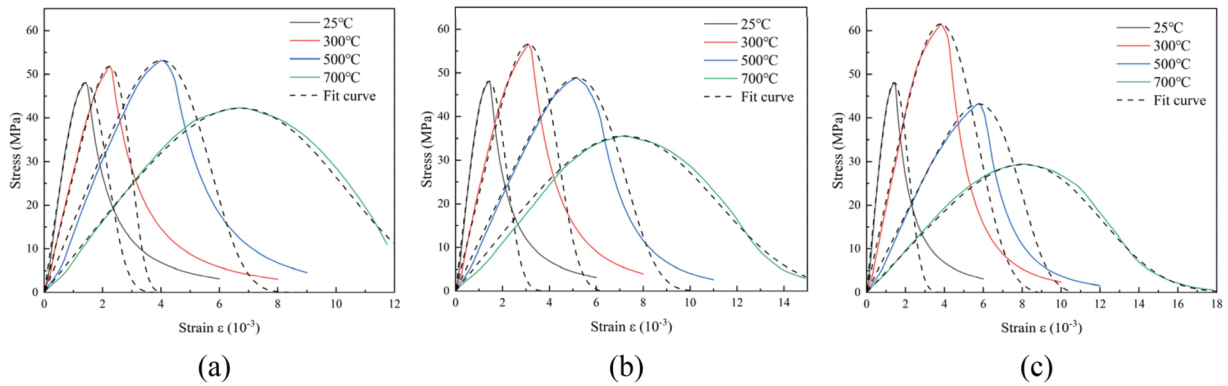 60
50
40
30
20
10
0
Stress (MPa)
25℃
300℃
500℃
700℃
Fit curve
0 2 4 6 8 10 12
Strain ε (10-3)
(a)
60
50
40
30
20
10
0
Stress (MPa)
25℃
300℃
500℃
700℃
Fit curve
0 2 4 6 8 10 12 14
Strain ε (10-3)
(b)
60
50
40
30
20
10
0
Stress (MPa)
25℃
300℃
500℃
700℃
Fit curve
0 2 4 6 8 10 12 14 16 18
Strain ε (10-3)
(c)